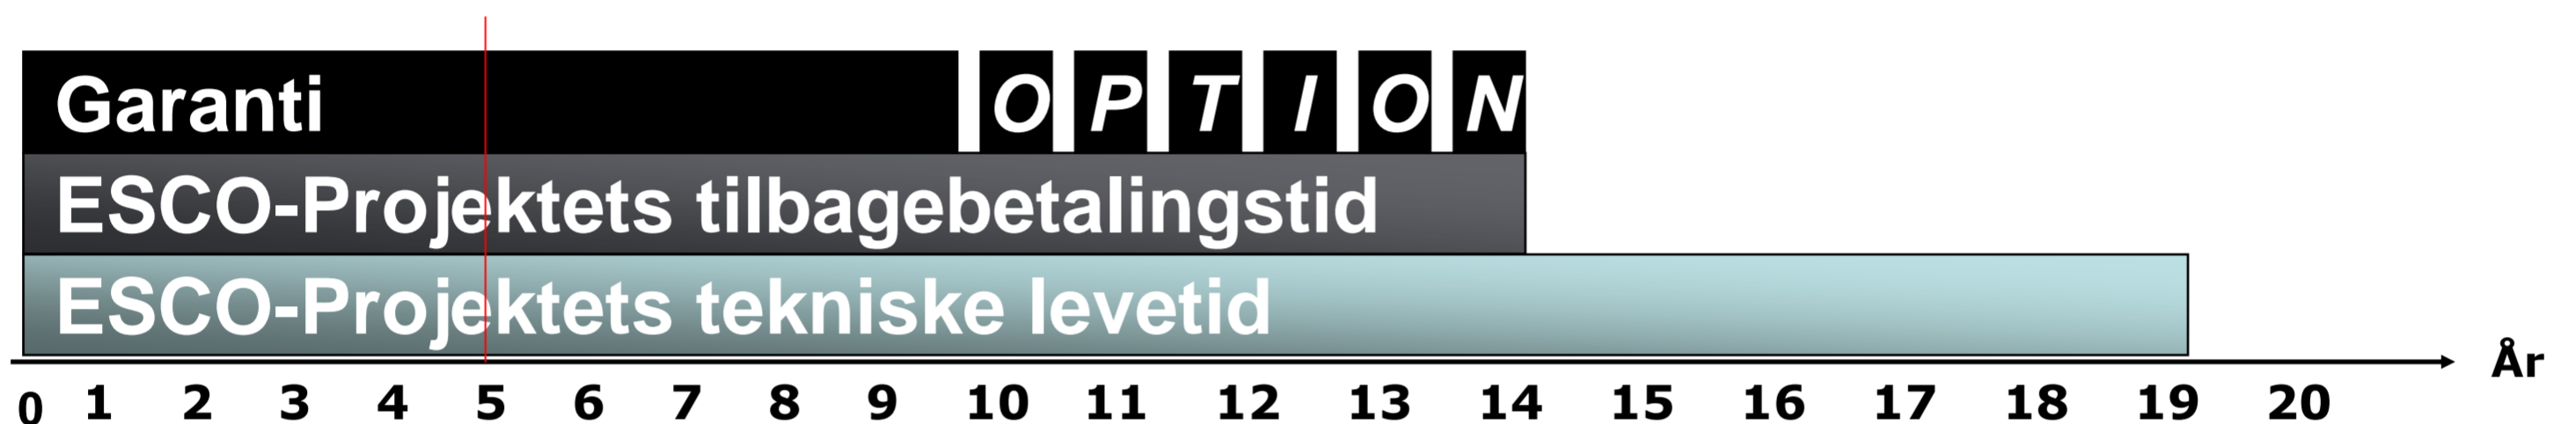 Garanti OPTION
ESCO-Projektets tilbagebetalingstid
ESCO-Projektets tekniske levetid
År
0 1 2 3 4 5 6 7 8 9 10 11 12 13 14 15 16 17 18 19 20